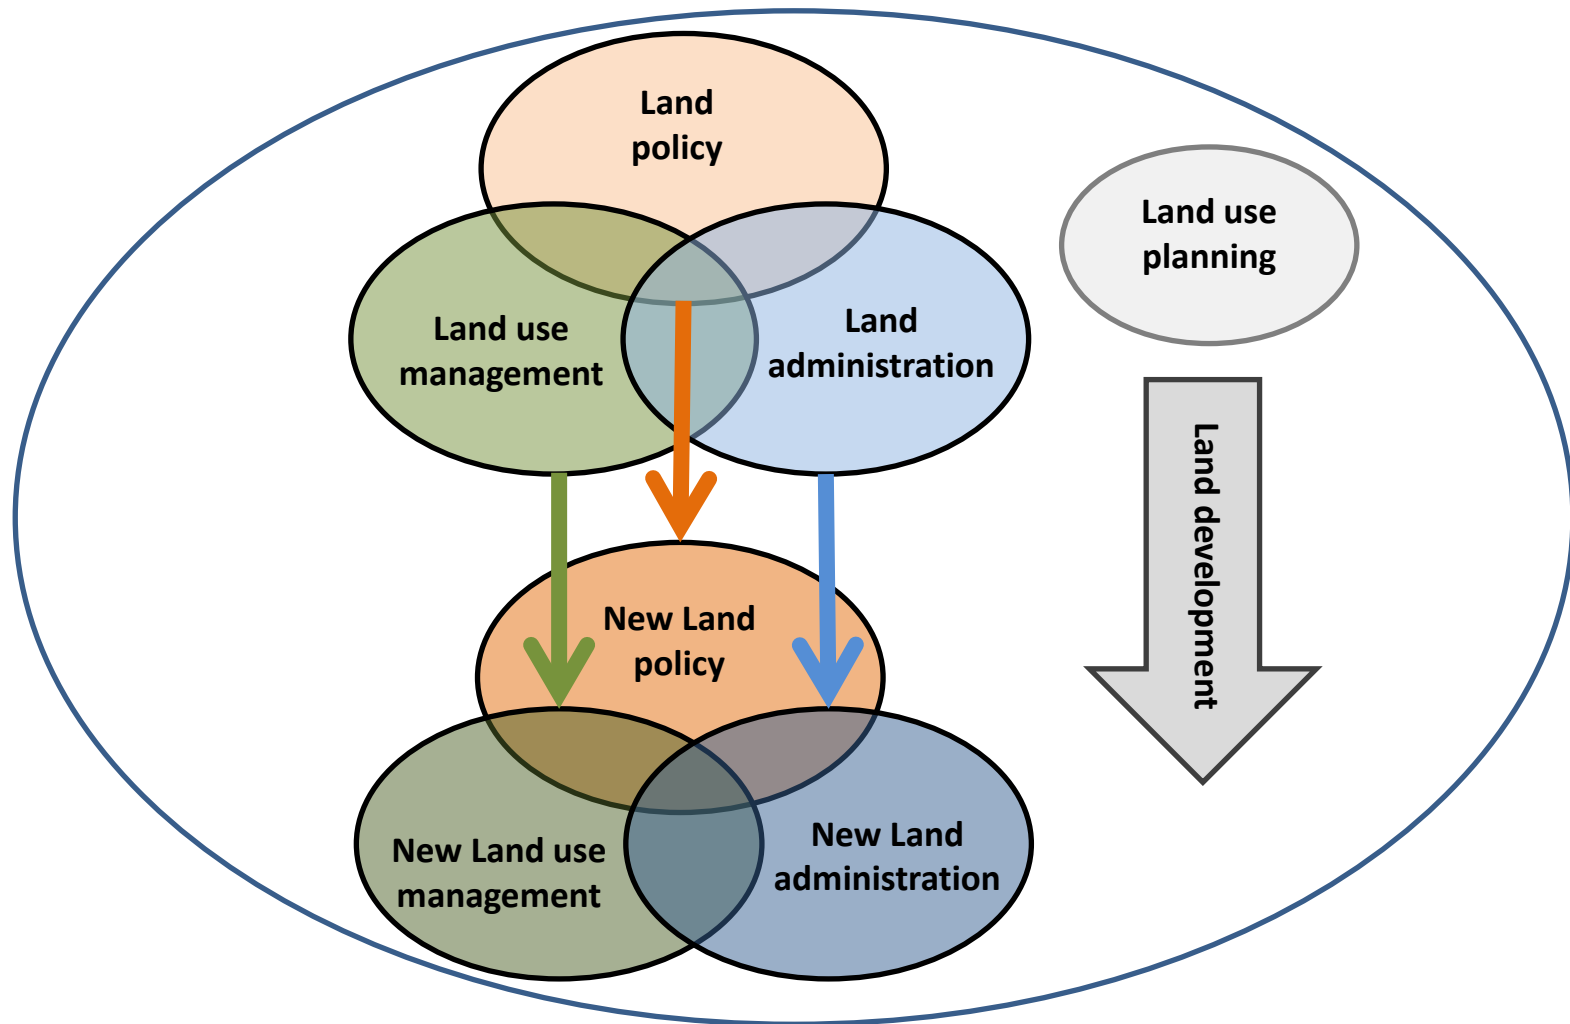 Land
policy
Land use
planning
Land use
management
Land
administration
Land development
New Land
policy
New Land use
management
New Land
administration